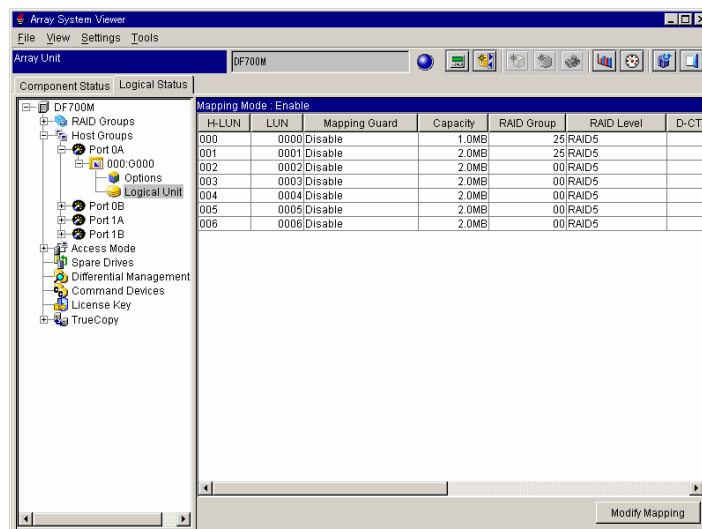 Array System Viewer
File View Settings Tools
Array Unit
DF700M
Component Status Logical Status
DF700M
RAID Groups
Host Groups
Port 0A
000:G000
Options
Logical Unit
Port 0B
Port 1A
Port 1B
Access Mode
Spare Drives
Differential Management
Command Devices
License Key
TrueCopy
Mapping Mode : Enable
H-LUN LUN Mapping Guard Capacity RAID Group RAID Level D-CT
000 0000 Disable 1.0MB 25 RAID5
001 0001 Disable 2.0MB 25 RAID5
002 0002 Disable 2.0MB 00 RAID5
003 0003 Disable 2.0MB 00 RAID5
004 0004 Disable 2.0MB 00 RAID5
005 0005 Disable 2.0MB 00 RAID5
006 0006 Disable 2.0MB 00 RAID5
Modify Mapping